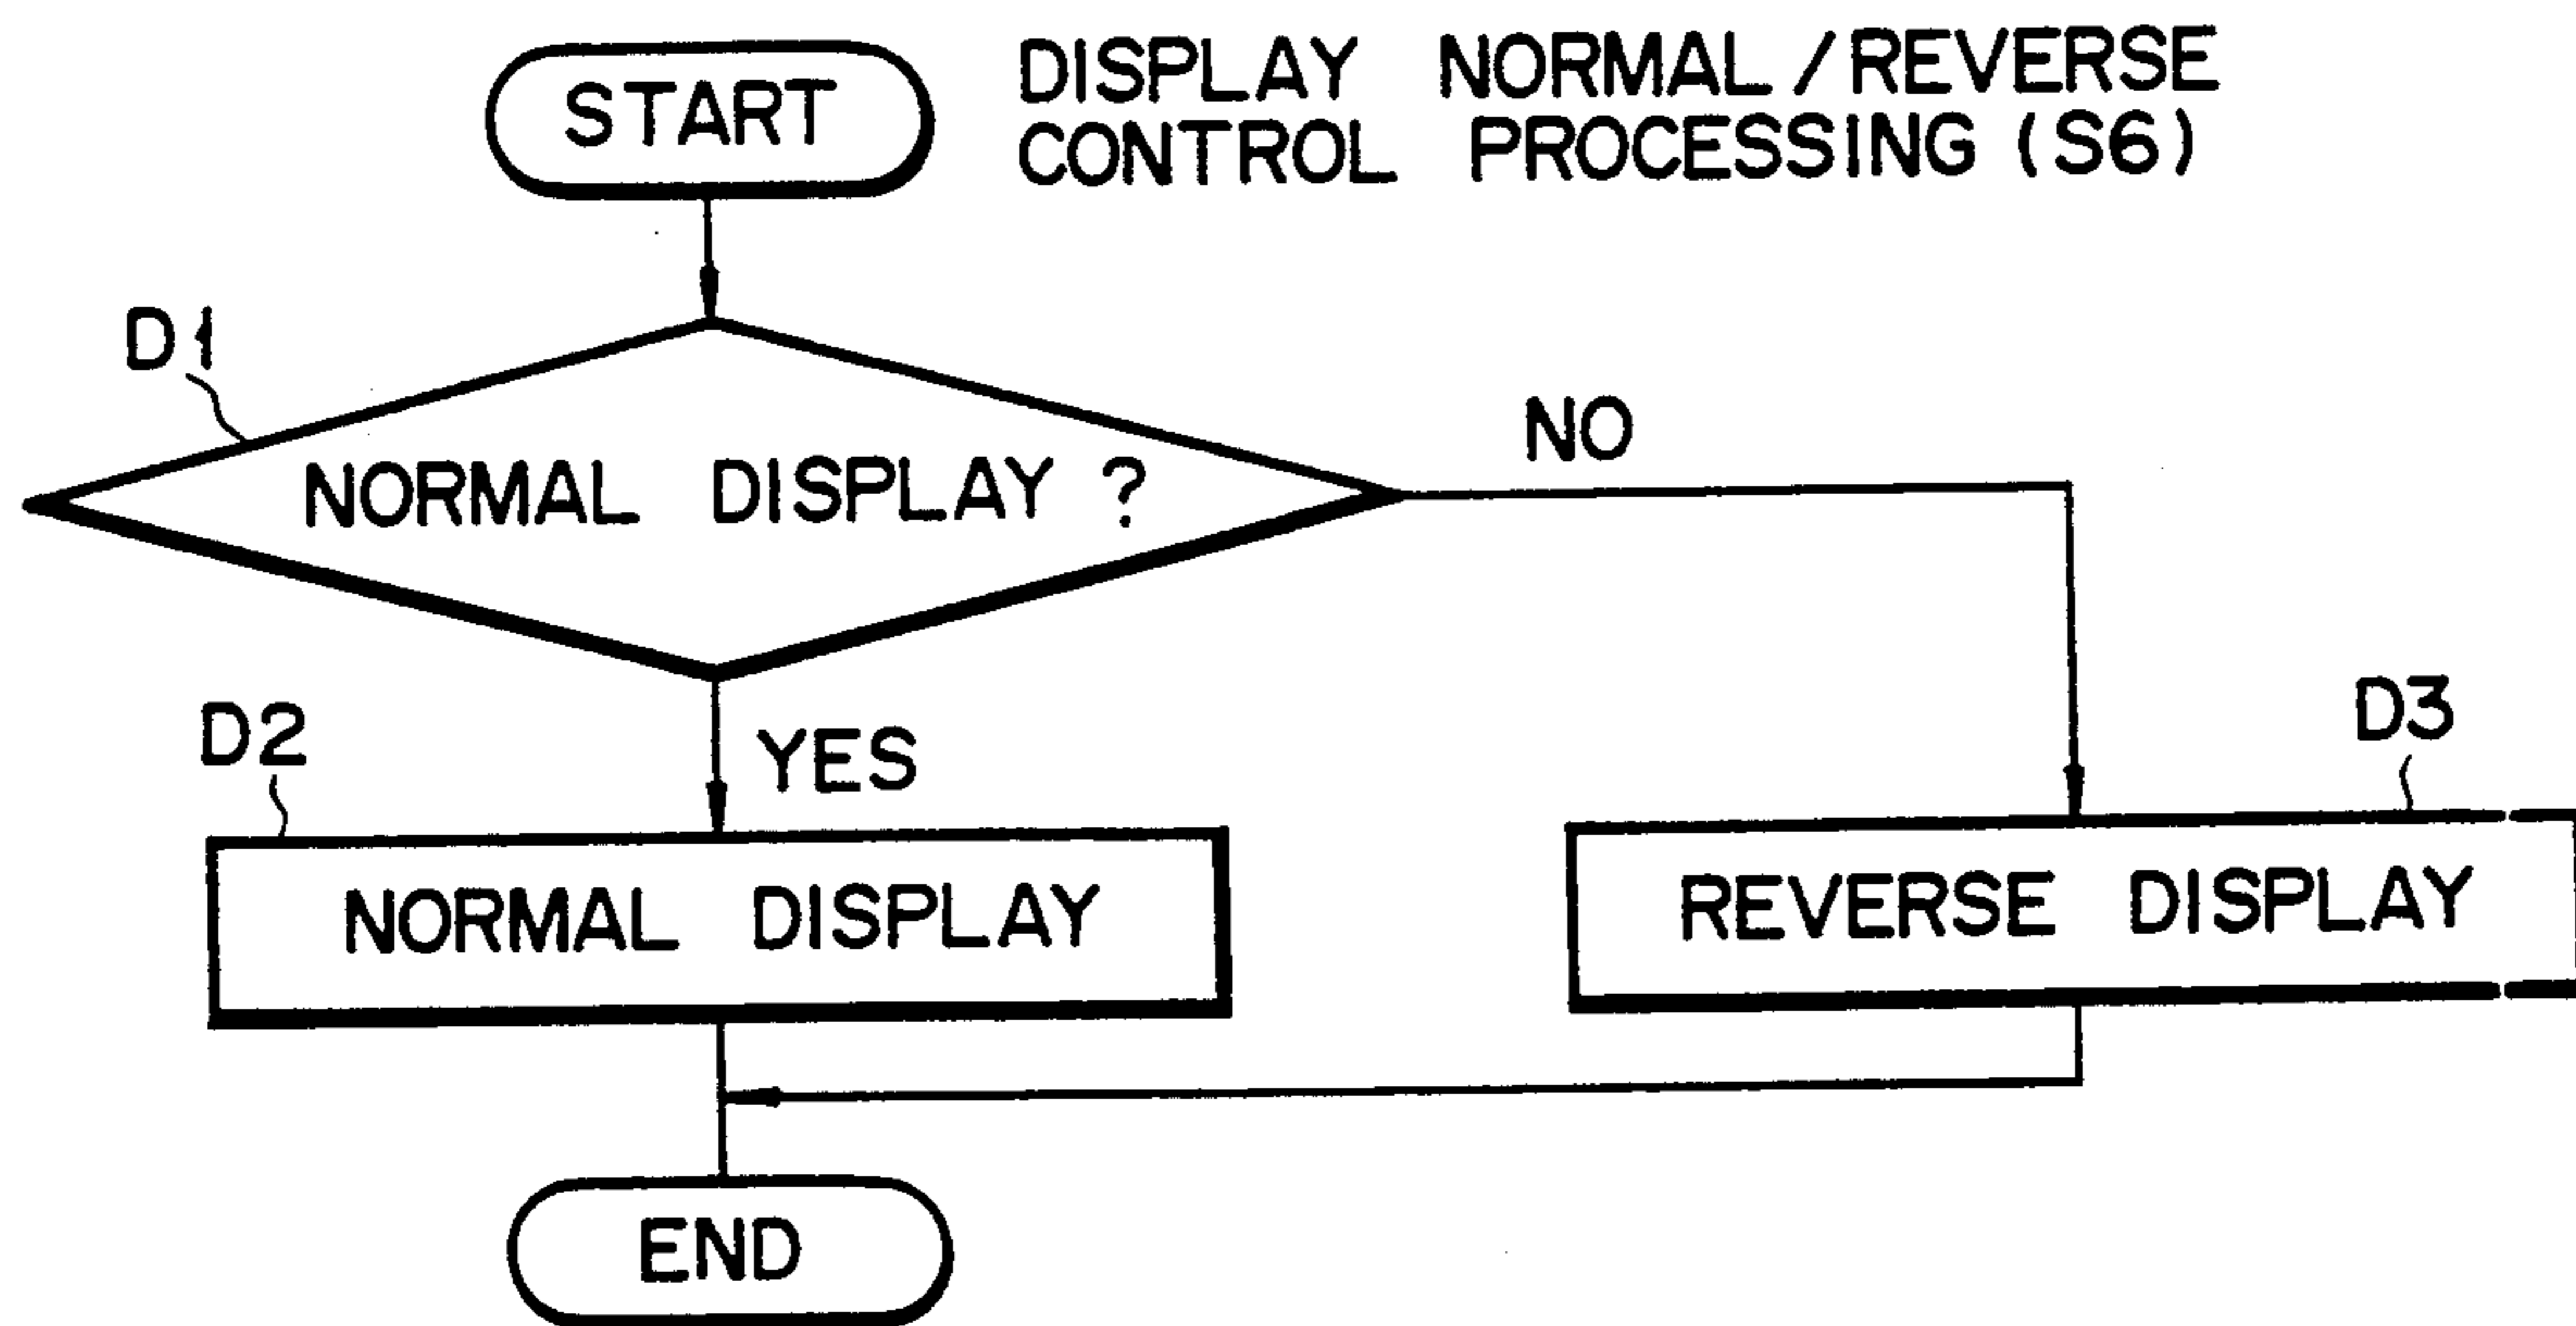 START
DISPLAY NORMAL/REVERSE
CONTROL PROCESSING (S6)
D1
NORMAL DISPLAY ?
NO
YES
D2
NORMAL DISPLAY
D3
REVERSE DISPLAY
END